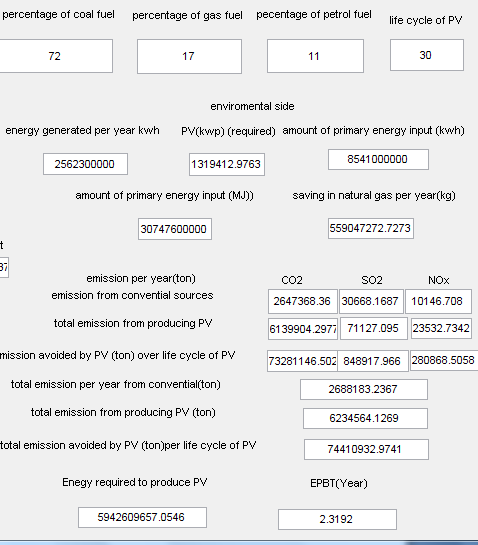 percentage of coal fuel percentage of gas fuel pecentage of petrol fuel life cycle of PV
72 17 11 30
enviromental side
energy generated per year kwh PV(kwp) (required) amount of primary energy input (kwh)
2562300000 1319412.9763 8541000000
amount of primary energy input (MJ)) saving in natural gas per year(kg)
30747600000 559047272.7273
t
37
emission per year(ton) CO2 SO2 NOx
emission from convential sources 2647368.36 30668.1687 10146.708
total emission from producing PV 6139904.2977 71127.095 23532.7342
mission avoided by PV (ton) over life cycle of PV 73281146.502 848917.966 280868.5058
total emission per year from convential(ton) 2688183.2367
total emission from producing PV (ton) 6234564.1269
total emission avoided by PV (ton)per life cycle of PV 74410932.9741
Enegy required to produce PV EPBT(Year)
5942609657.0546 2.3192